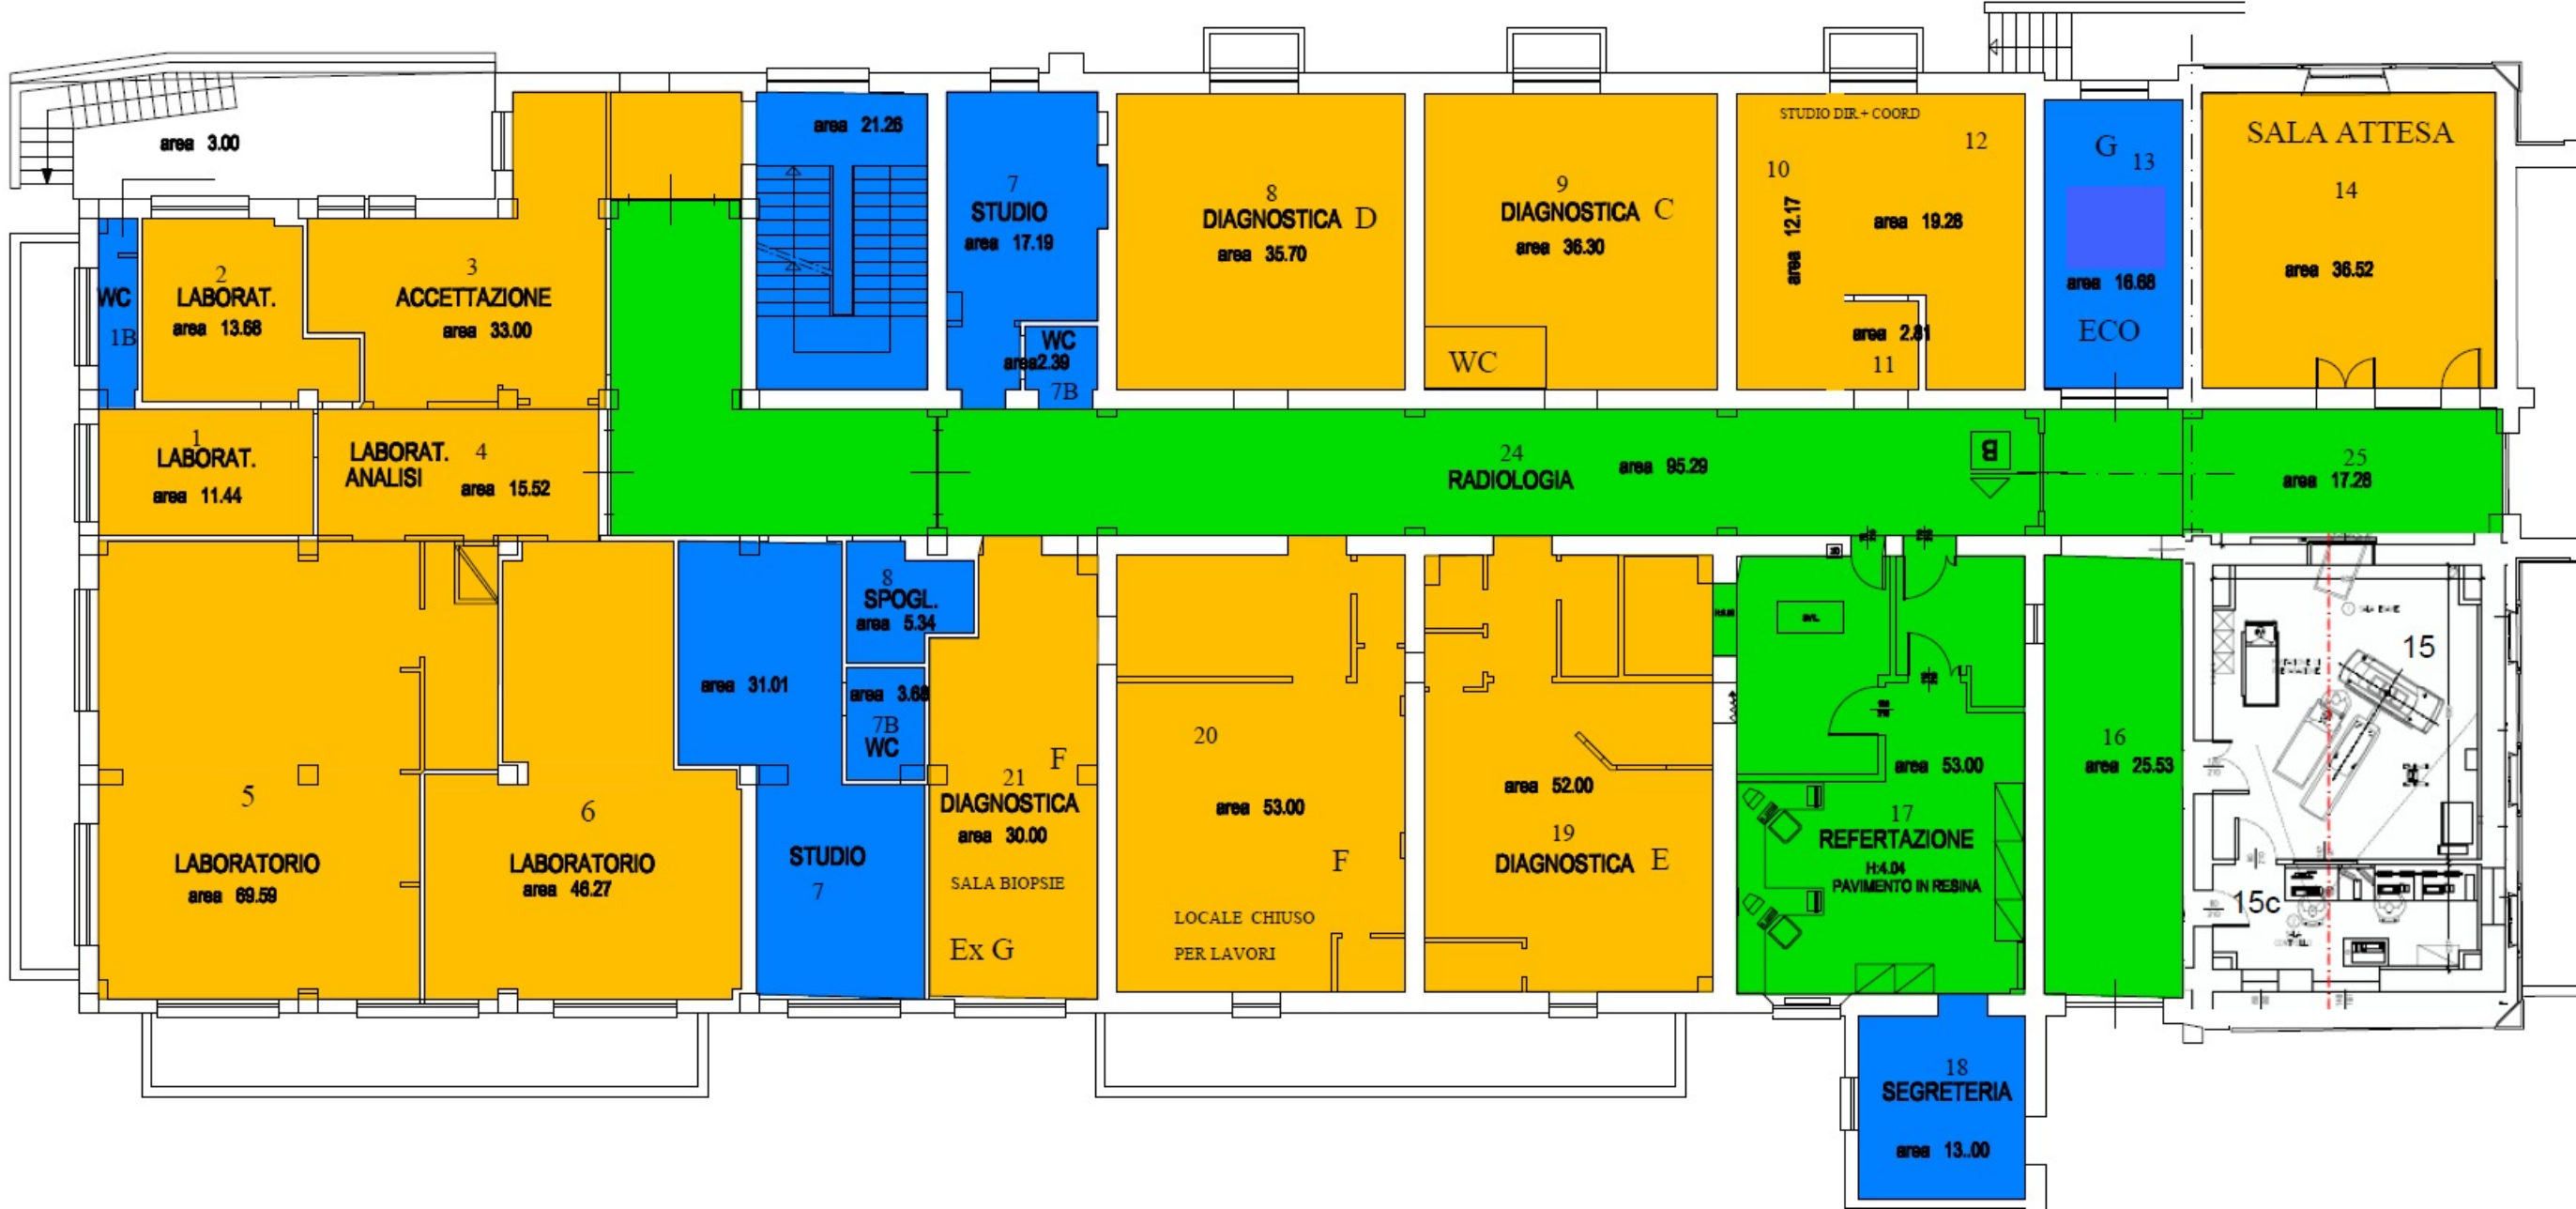 area 3.00
WC
1B
2
LABORAT.
area 13.68
3
ACCETTAZIONE
area 33.00
area 21.26
7
STUDIO
area 17.19
WC
area2.39
7B
8
DIAGNOSTICA D
area 35.70
9
DIAGNOSTICA C
area 36.30
WC
STUDIO DIR.+ COORD
10
area 12.17
12
area 19.28
area 2.81
11
G 13
area 16.68
ECO
SALA ATTESA
14
area 36.52
1
LABORAT.
area 11.44
LABORAT. 4
ANALISI
area 15.52
24
RADIOLOGIA
area 95.29
B
25
area 17.28
5
LABORATORIO
area 69.59
6
LABORATORIO
area 46.27
area 31.01
STUDIO
7
8
SPOGL.
area 5.34
area 3.68
7B
WC
F
21
DIAGNOSTICA
area 30.00
SALA BIOPSIE
Ex G
20
area 53.00
F
LOCALE CHIUSO
PER LAVORI
area 52.00
19
DIAGNOSTICA E
area 53.00
17
REFERTAZIONE
H:4.04
PAVIMENTO IN RESINA
16
area 25.53
15
15c
18
SEGRETERIA
area 13..00